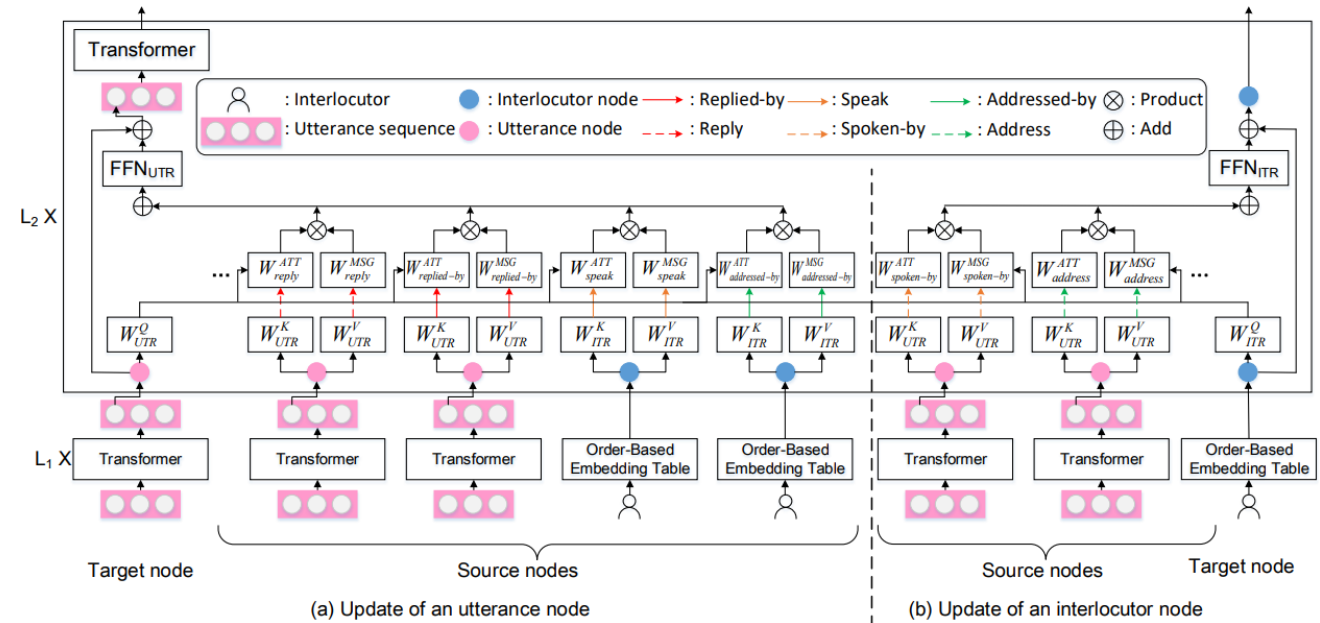 Transformer
: Interlocutor
: Interlocutor node
: Replied-by
: Speak
: Addressed-by
: Product
: Utterance sequence
: Utterance node
: Reply
: Spoken-by
: Address
: Add
FFN_UTR
FFN_ITR
L₂ X
...
W^ATT_reply
W^MSG_reply
W^ATT_replied−by
W^MSG_replied−by
W^ATT_speak
W^MSG_speak
W^ATT_addressed−by
W^MSG_addressed−by
W^ATT_spoken−by
W^MSG_spoken−by
W^ATT_address
W^MSG_address
...
W^Q_UTR
W^K_UTR
W^V_UTR
W^K_UTR
W^V_UTR
W^K_ITR
W^V_ITR
W^K_ITR
W^V_ITR
W^K_UTR
W^V_UTR
W^K_UTR
W^V_UTR
W^Q_ITR
L₁ X
Transformer
Transformer
Transformer
Order-Based
Embedding Table
Order-Based
Embedding Table
Transformer
Transformer
Order-Based
Embedding Table
Target node
Source nodes
Source nodes
Target node
(a) Update of an utterance node
(b) Update of an interlocutor node